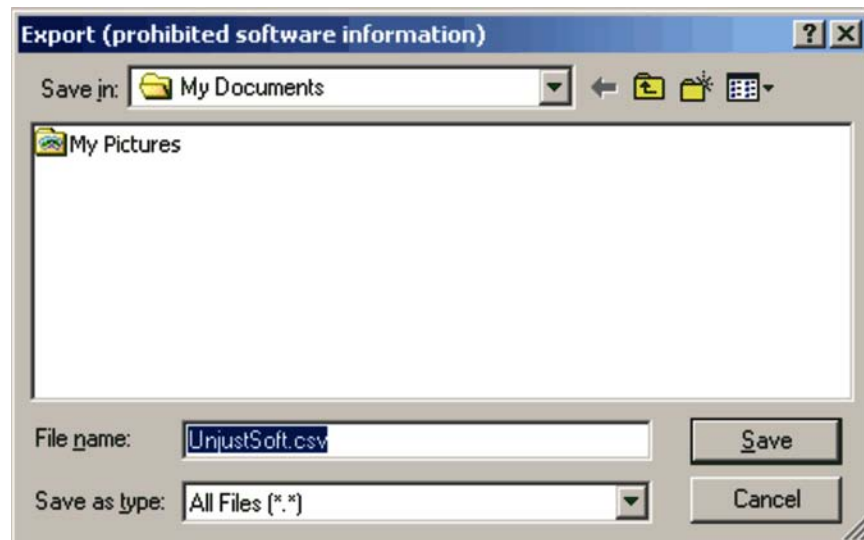 Export (prohibited software information)
Save in: My Documents
My Pictures
File name: UnjustSoft.csv Save
Save as type: All Files (*.*) Cancel